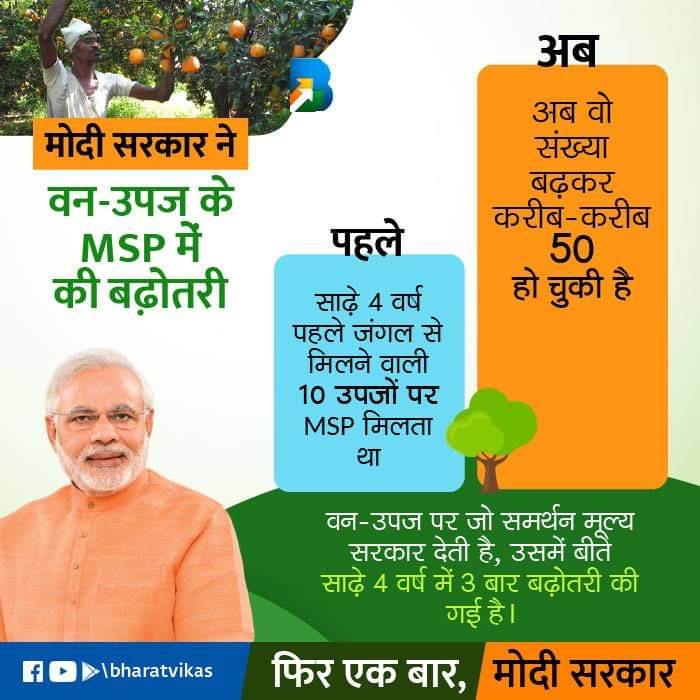 मोदी सरकार ने
वन-उपज के
MSP में
की बढ़ोतरी
पहले
साढ़े 4 वर्ष
पहले जंगल से
मिलने वाली
10 उपजों पर
MSP मिलता
था
अब
अब वो
संख्या
बढ़कर
करीब-करीब
50
हो चुकी है
वन-उपज पर जो समर्थन मूल्य
सरकार देती है, उसमें बीते
साढ़े 4 वर्ष में 3 बार बढ़ोतरी की
गई है।
\bharatvikas
फिर एक बार, मोदी सरकार